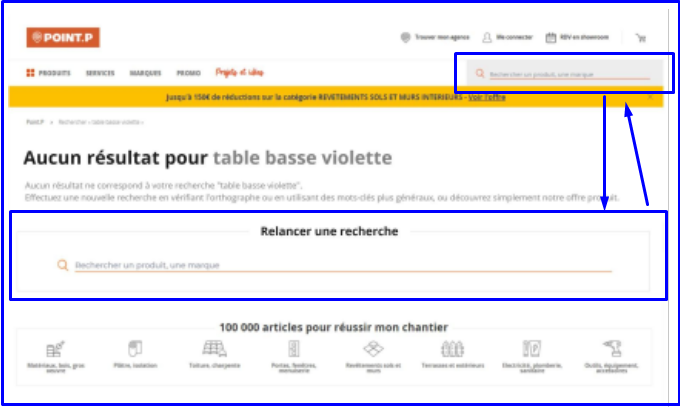 POINT.P
Trouver mon agence
Me connecter
RDV en showroom
PRODUITS
SERVICES
MARQUES
PROMO
Projets et idées
Rechercher un produit, une marque
Jusqu'à 150€ de réductions sur la catégorie REVETEMENTS SOLS ET MURS INTERIEURS - Voir l'offre
Point.P > Rechercher « table basse violette »
Aucun résultat pour table basse violette
Aucun résultat ne correspond à votre recherche "table basse violette".
Effectuez une nouvelle recherche en vérifiant l'orthographe ou en utilisant des mots-clés plus généraux, ou découvrez simplement notre offre produit.
Relancer une recherche
Rechercher un produit, une marque
100 000 articles pour réussir mon chantier
Matériaux, bois, gros
oeuvre
Plâtre, isolation
Toiture, charpente
Portes, fenêtres,
menuiserie
Revêtements sols et
murs
Terrasses et extérieurs
Electricité, plomberie,
sanitaire
Outils, équipement,
accessoires